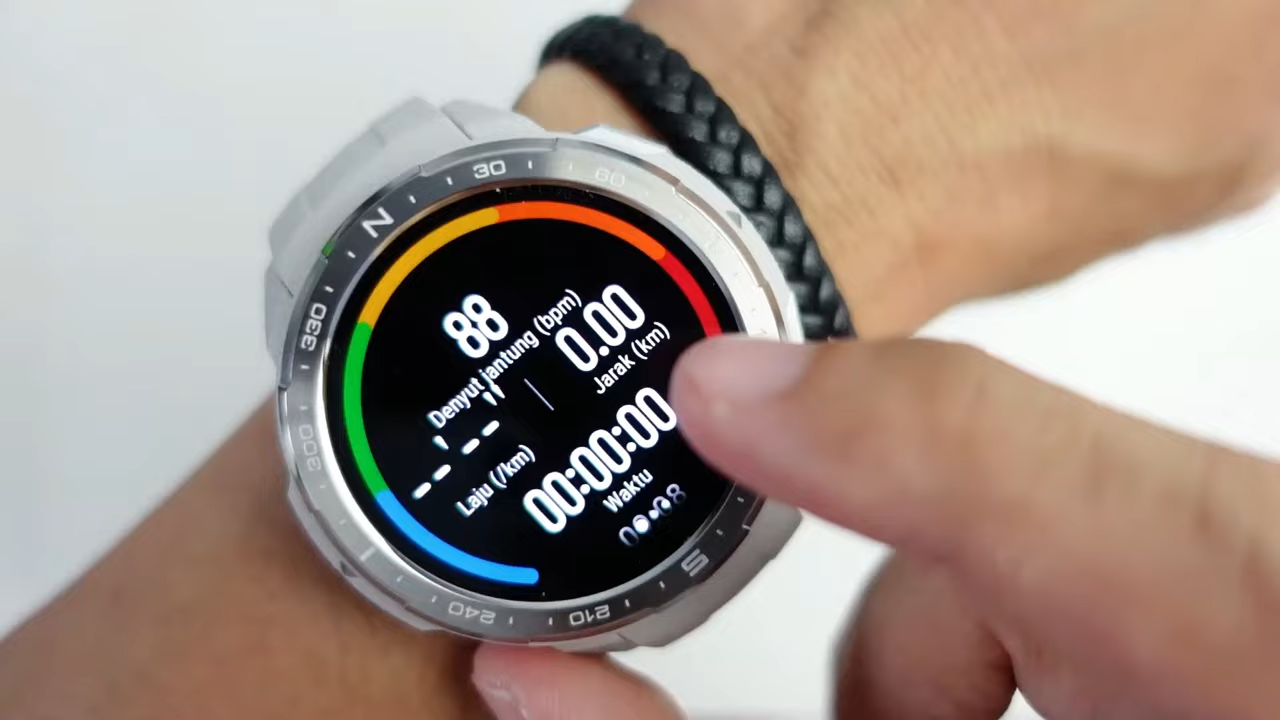 88
Denyut jantung (bpm)
0.00
Jarak (km)
Laju (/km)
00:00:00
Waktu
N
30
60
S
210
240
300
330